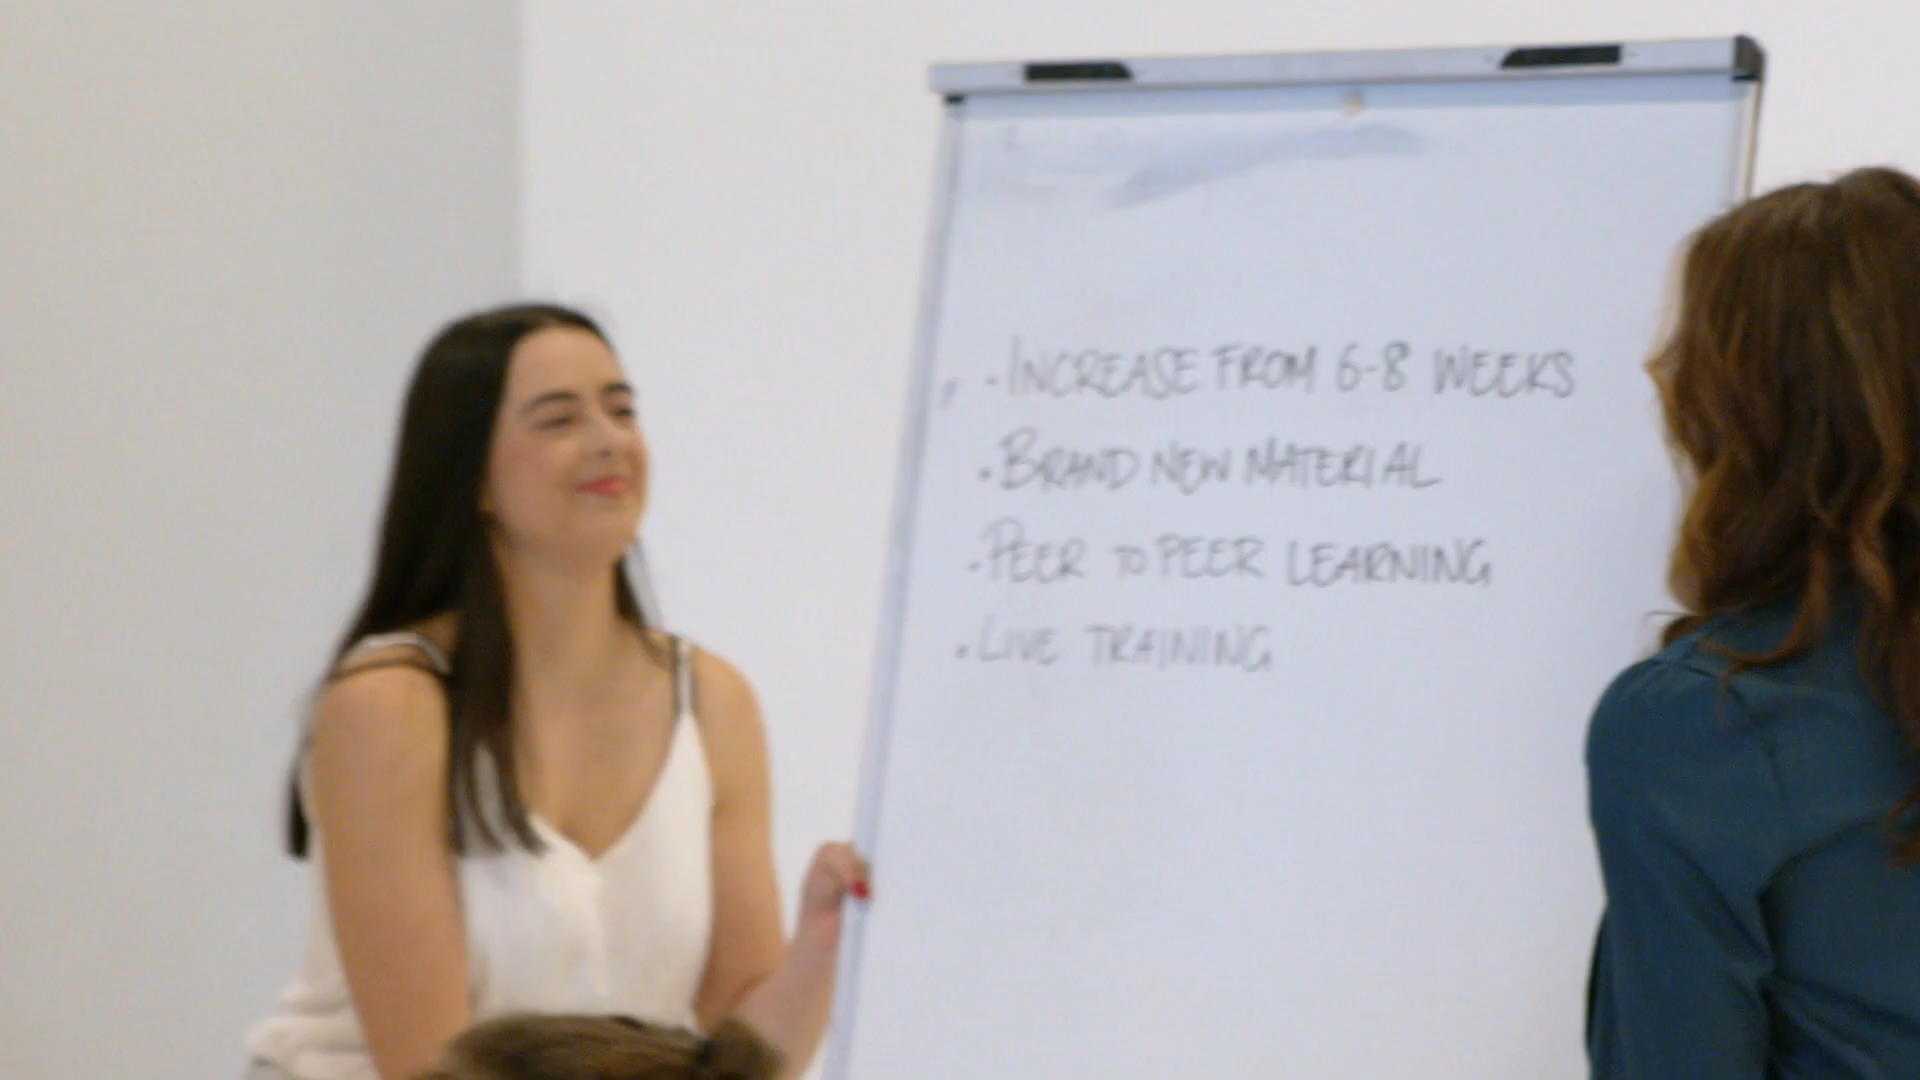 · INCREASE FROM 6-8 WEEKS
· BRAND NEW MATERIAL
· PEER TO PEER LEARNING
· LIVE TRAINING